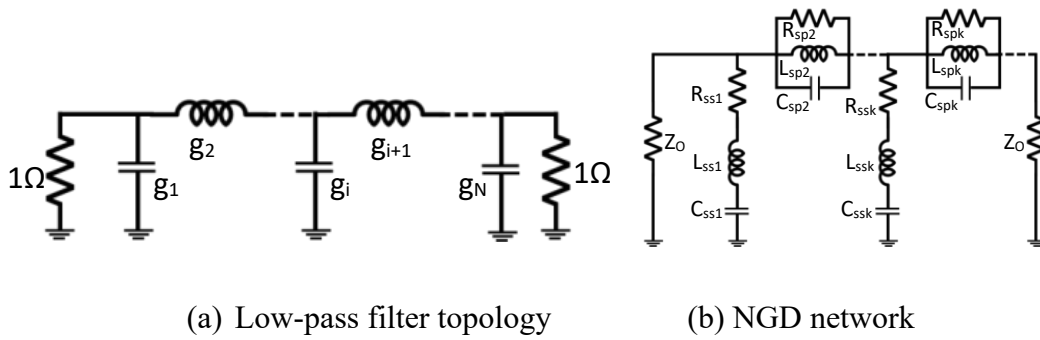 1Ω
g1
g2
gi
gi+1
gN
1Ω
(a) Low-pass filter topology
ZO
Rss1
Lss1
Css1
Rsp2
Lsp2
Csp2
Rssk
Lssk
Cssk
Rspk
Lspk
Cspk
ZO
(b) NGD network